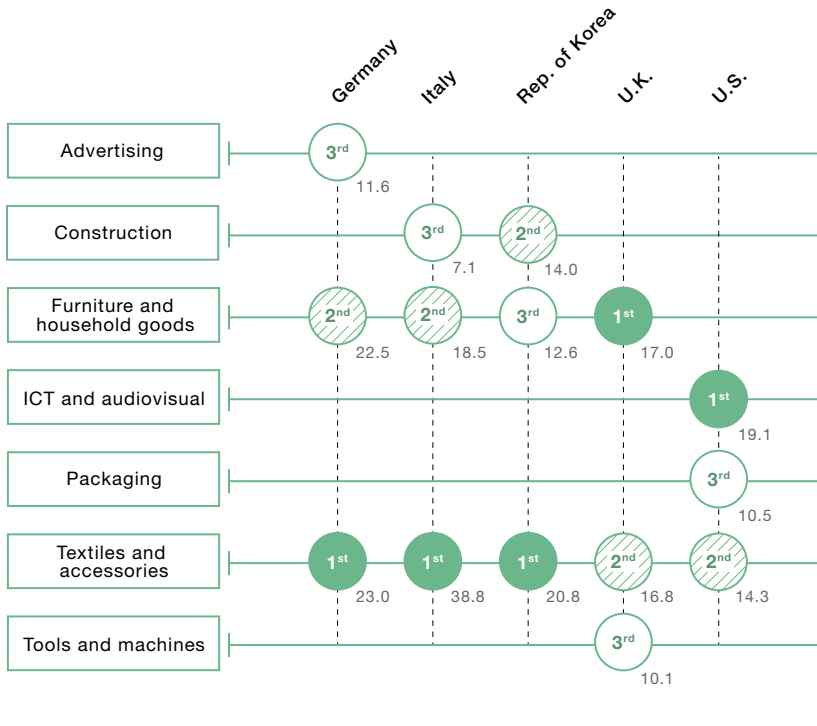 Germany
Italy
Rep. of Korea
U.K.
U.S.
Advertising
3rd
11.6
Construction
3rd
2nd
7.1
14.0
Furniture and
household goods
2nd
2nd
3rd
1st
22.5
18.5
12.6
17.0
ICT and audiovisual
1st
19.1
Packaging
3rd
10.5
Textiles and
accessories
1st
1st
1st
2nd
2nd
23.0
38.8
20.8
16.8
14.3
Tools and machines
3rd
10.1